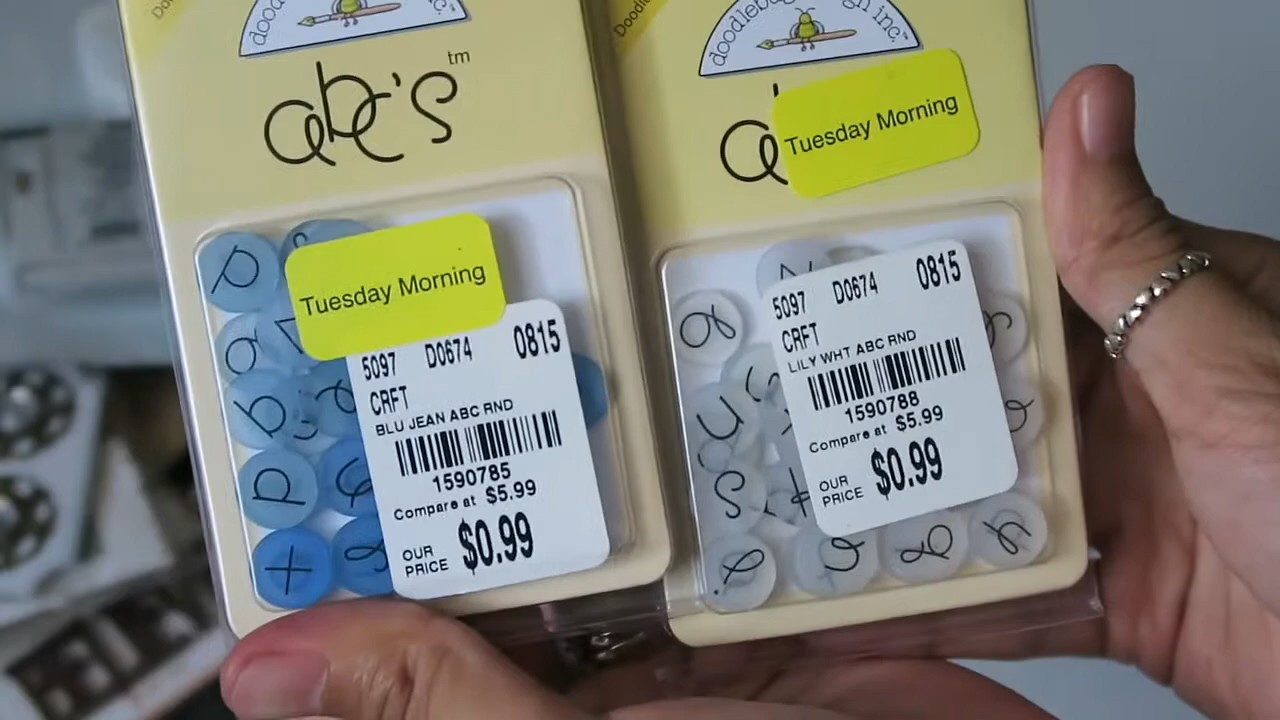 abc's
tm
Tuesday Morning
5097 D0674 0815
CRFT
BLU JEAN ABC RND
1590785
Compare at $5.99
OUR
PRICE $0.99
Tuesday Morning
5097 D0674 0815
CRFT
LILY WHT ABC RND
1590788
Compare at $5.99
OUR
PRICE $0.99